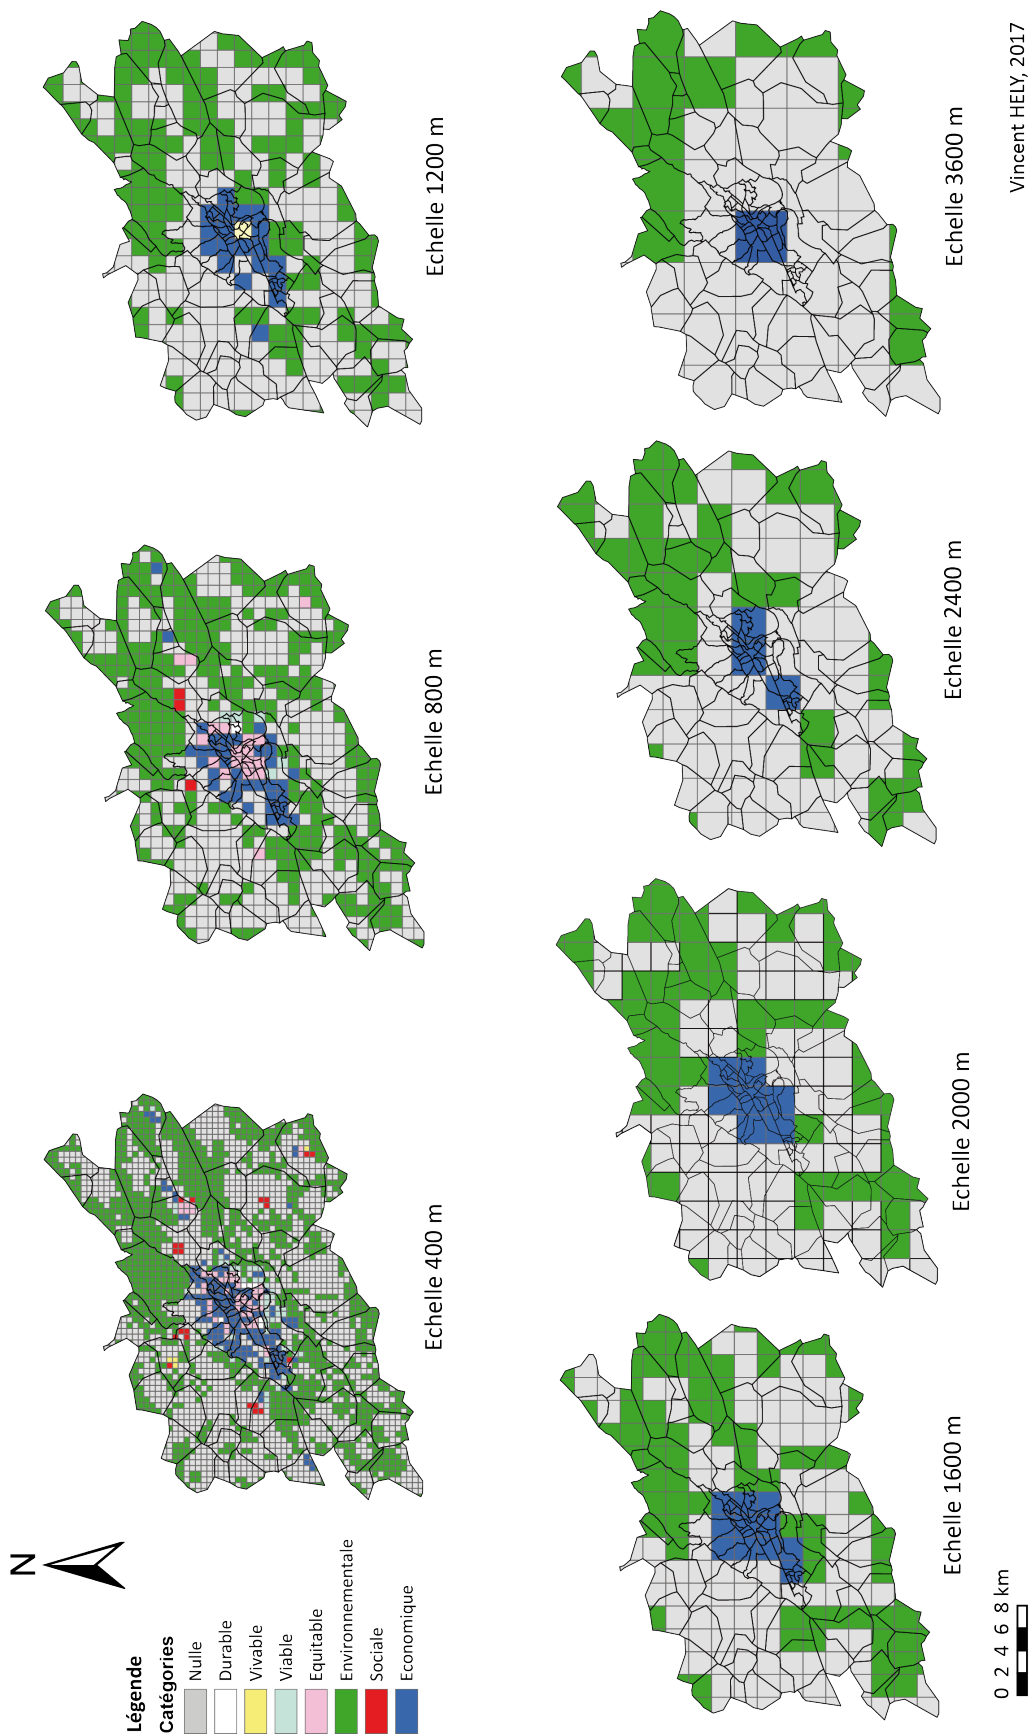 N
Légende
Catégories
Nulle
Durable
Vivable
Viable
Equitable
Environnementale
Sociale
Economique
Echelle 400 m
Echelle 800 m
Echelle 1200 m
Echelle 1600 m
Echelle 2000 m
Echelle 2400 m
Echelle 3600 m
0 2 4 6 8 km
Vincent HELY, 2017